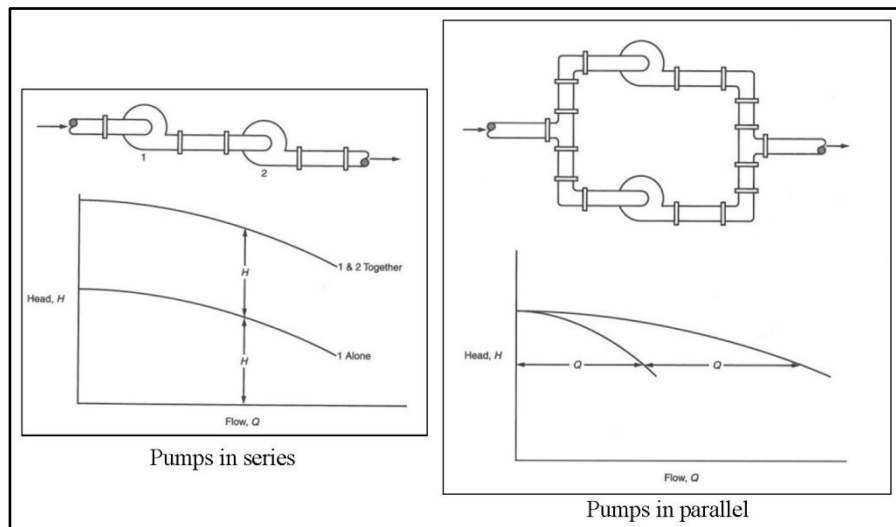 1
2
1 & 2 Together
H
Head, H
1 Alone
H
Flow, Q
Pumps in series
Head, H
Q
Q
Flow, Q
Pumps in parallel